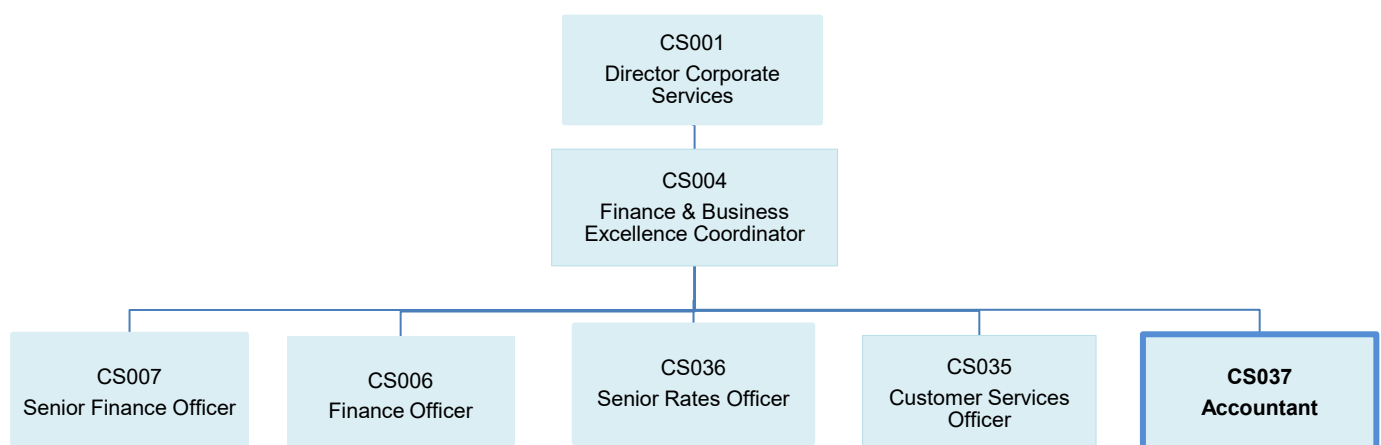 CS001
Director Corporate
Services
CS004
Finance & Business
Excellence Coordinator
CS007
Senior Finance Officer
CS006
Finance Officer
CS036
Senior Rates Officer
CS035
Customer Services
Officer
CS037
Accountant